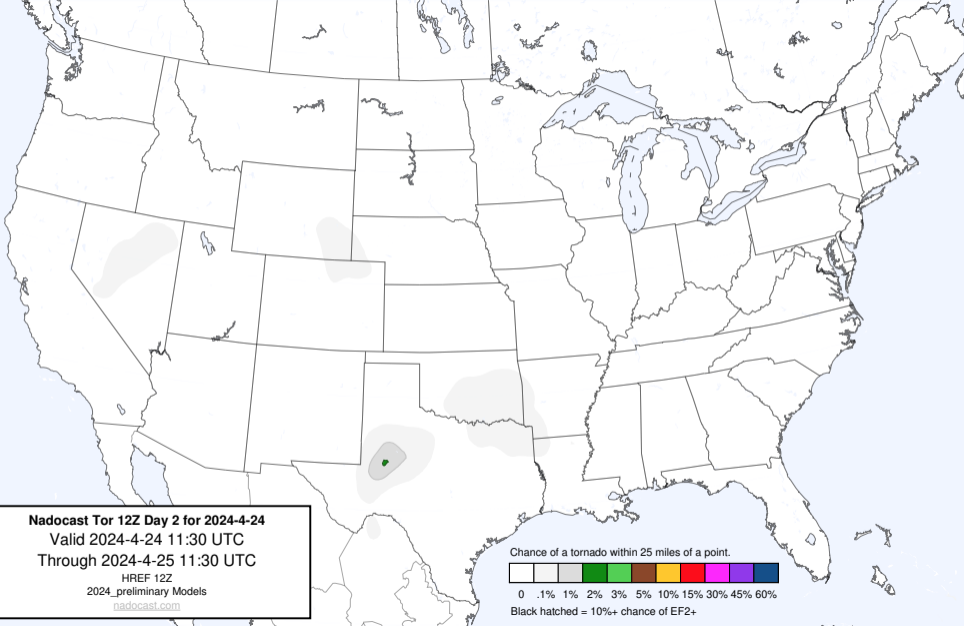 Nadocast Tor 12Z Day 2 for 2024-4-24
Valid 2024-4-24 11:30 UTC
Through 2024-4-25 11:30 UTC
HREF 12Z
2024_preliminary Models
nadocast.com
Chance of a tornado within 25 miles of a point.
0 .1% 1% 2% 3% 5% 10% 15% 30% 45% 60%
Black hatched = 10%+ chance of EF2+